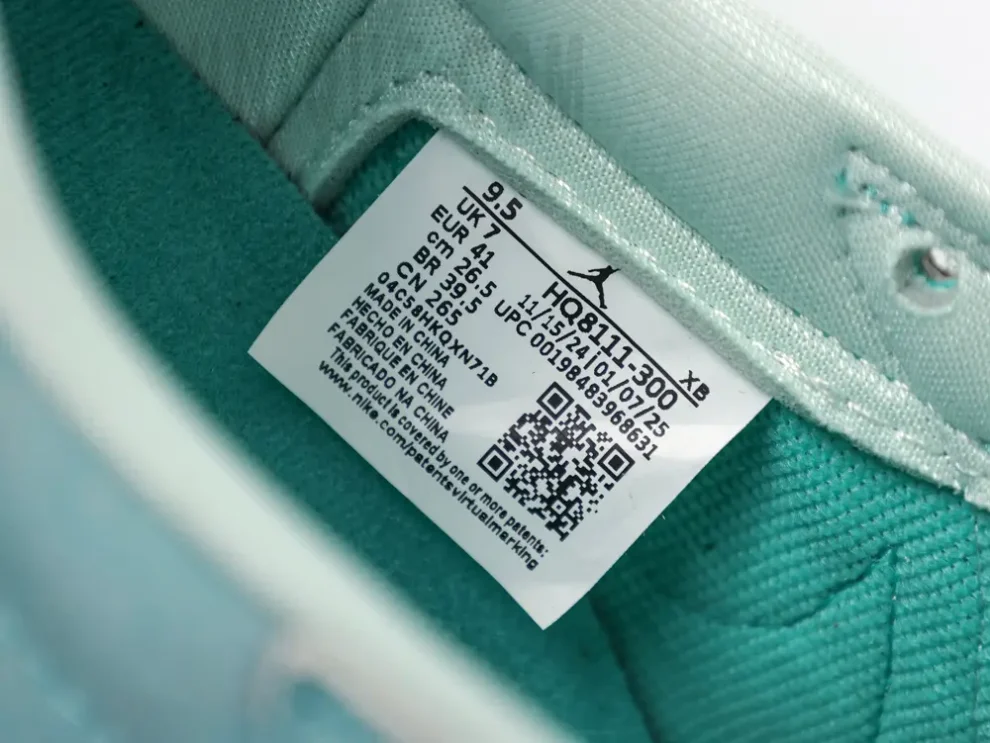 9.5
UK 7
EUR 41
cm 26.5
BR 39.5
CN 265
HQ8111-300 XB
11/15/24 | 01/07/25
UPC 00198483968631
04C58HKQXN71B
MADE IN CHINA
HECHO EN CHINA
FABRIQUE EN CHINE
FABRICADO NA CHINA
This product is covered by one or more patents:
www.nike.com/patentsvirtualmarking